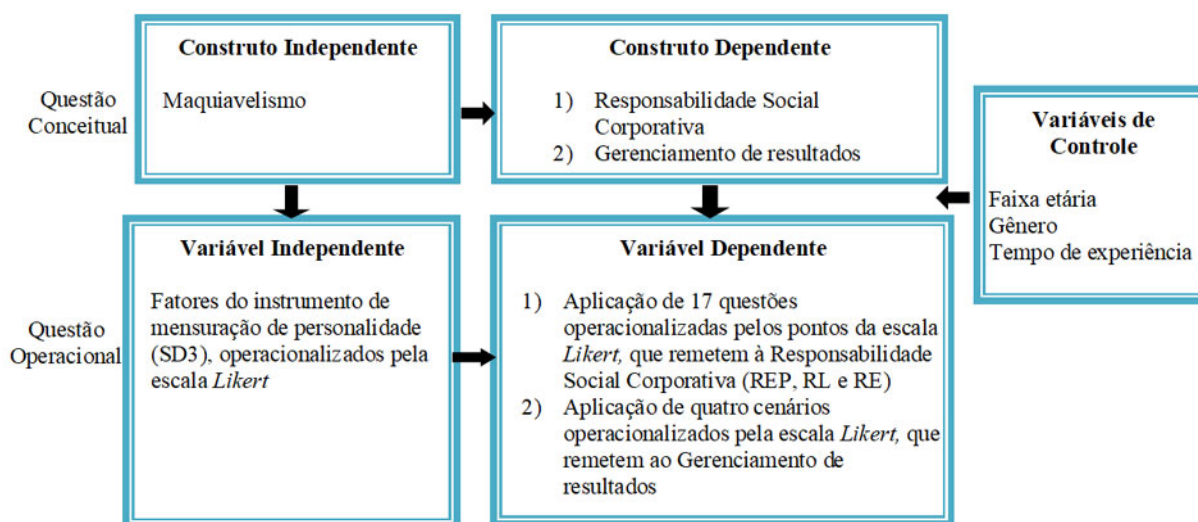 Questão
Conceitual
Construto Independente
Maquiavelismo
Construto Dependente
1) Responsabilidade Social
Corporativa
2) Gerenciamento de resultados
Variáveis de
Controle
Faixa etária
Gênero
Tempo de experiência
Questão
Operacional
Variável Independente
Fatores do instrumento de
mensuração de personalidade
(SD3), operacionalizados pela
escala Likert
Variável Dependente
1) Aplicação de 17 questões
operacionalizadas pelos pontos da escala
Likert, que remetem à Responsabilidade
Social Corporativa (REP, RL e RE)
2) Aplicação de quatro cenários
operacionalizados pela escala Likert, que
remetem ao Gerenciamento de
resultados